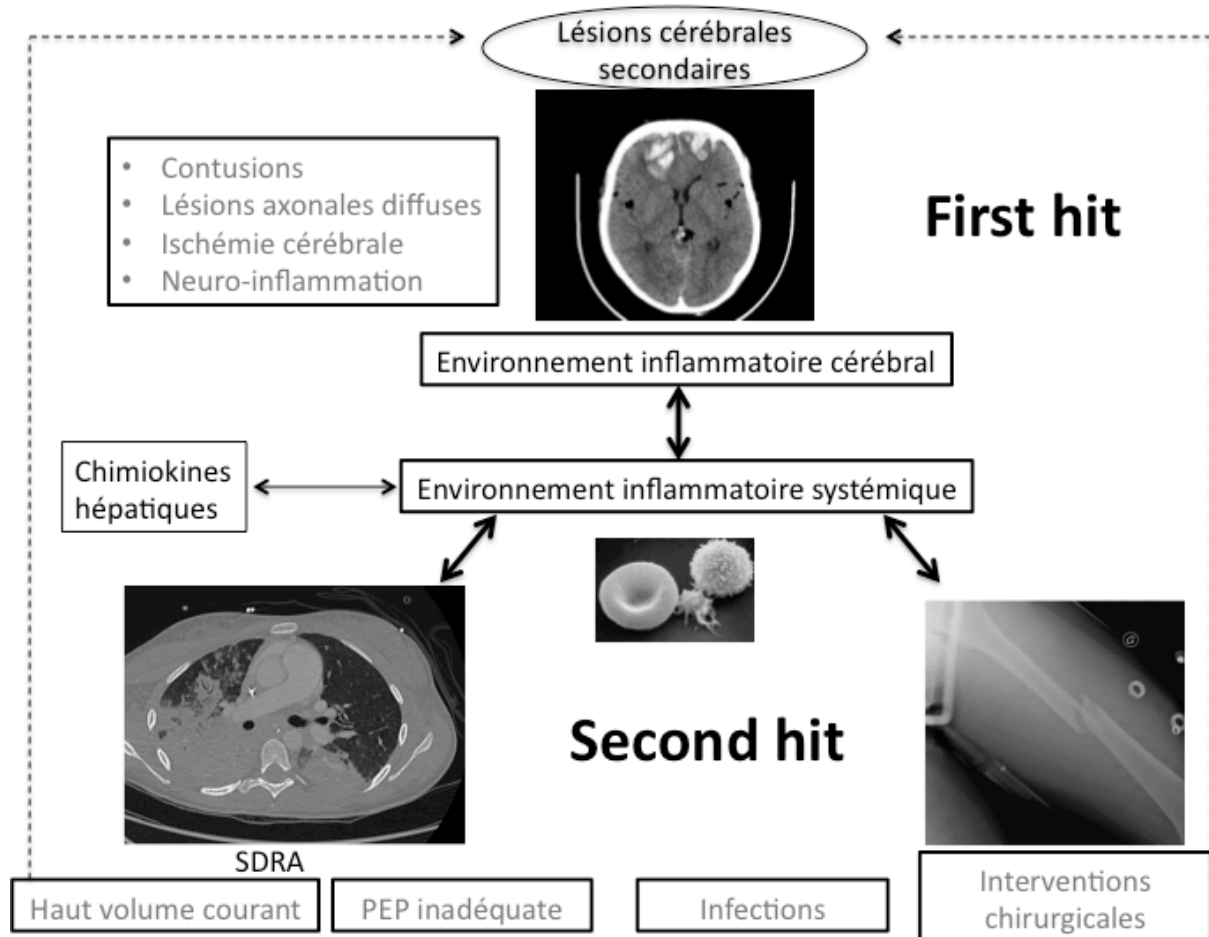 Lésions cérébrales
secondaires
• Contusions
• Lésions axonales diffuses
• Ischémie cérébrale
• Neuro-inflammation
First hit
Environnement inflammatoire cérébral
Chimiokines
hépatiques
Environnement inflammatoire systémique
Second hit
SDRA
Haut volume courant
PEP inadéquate
Infections
Interventions
chirurgicales